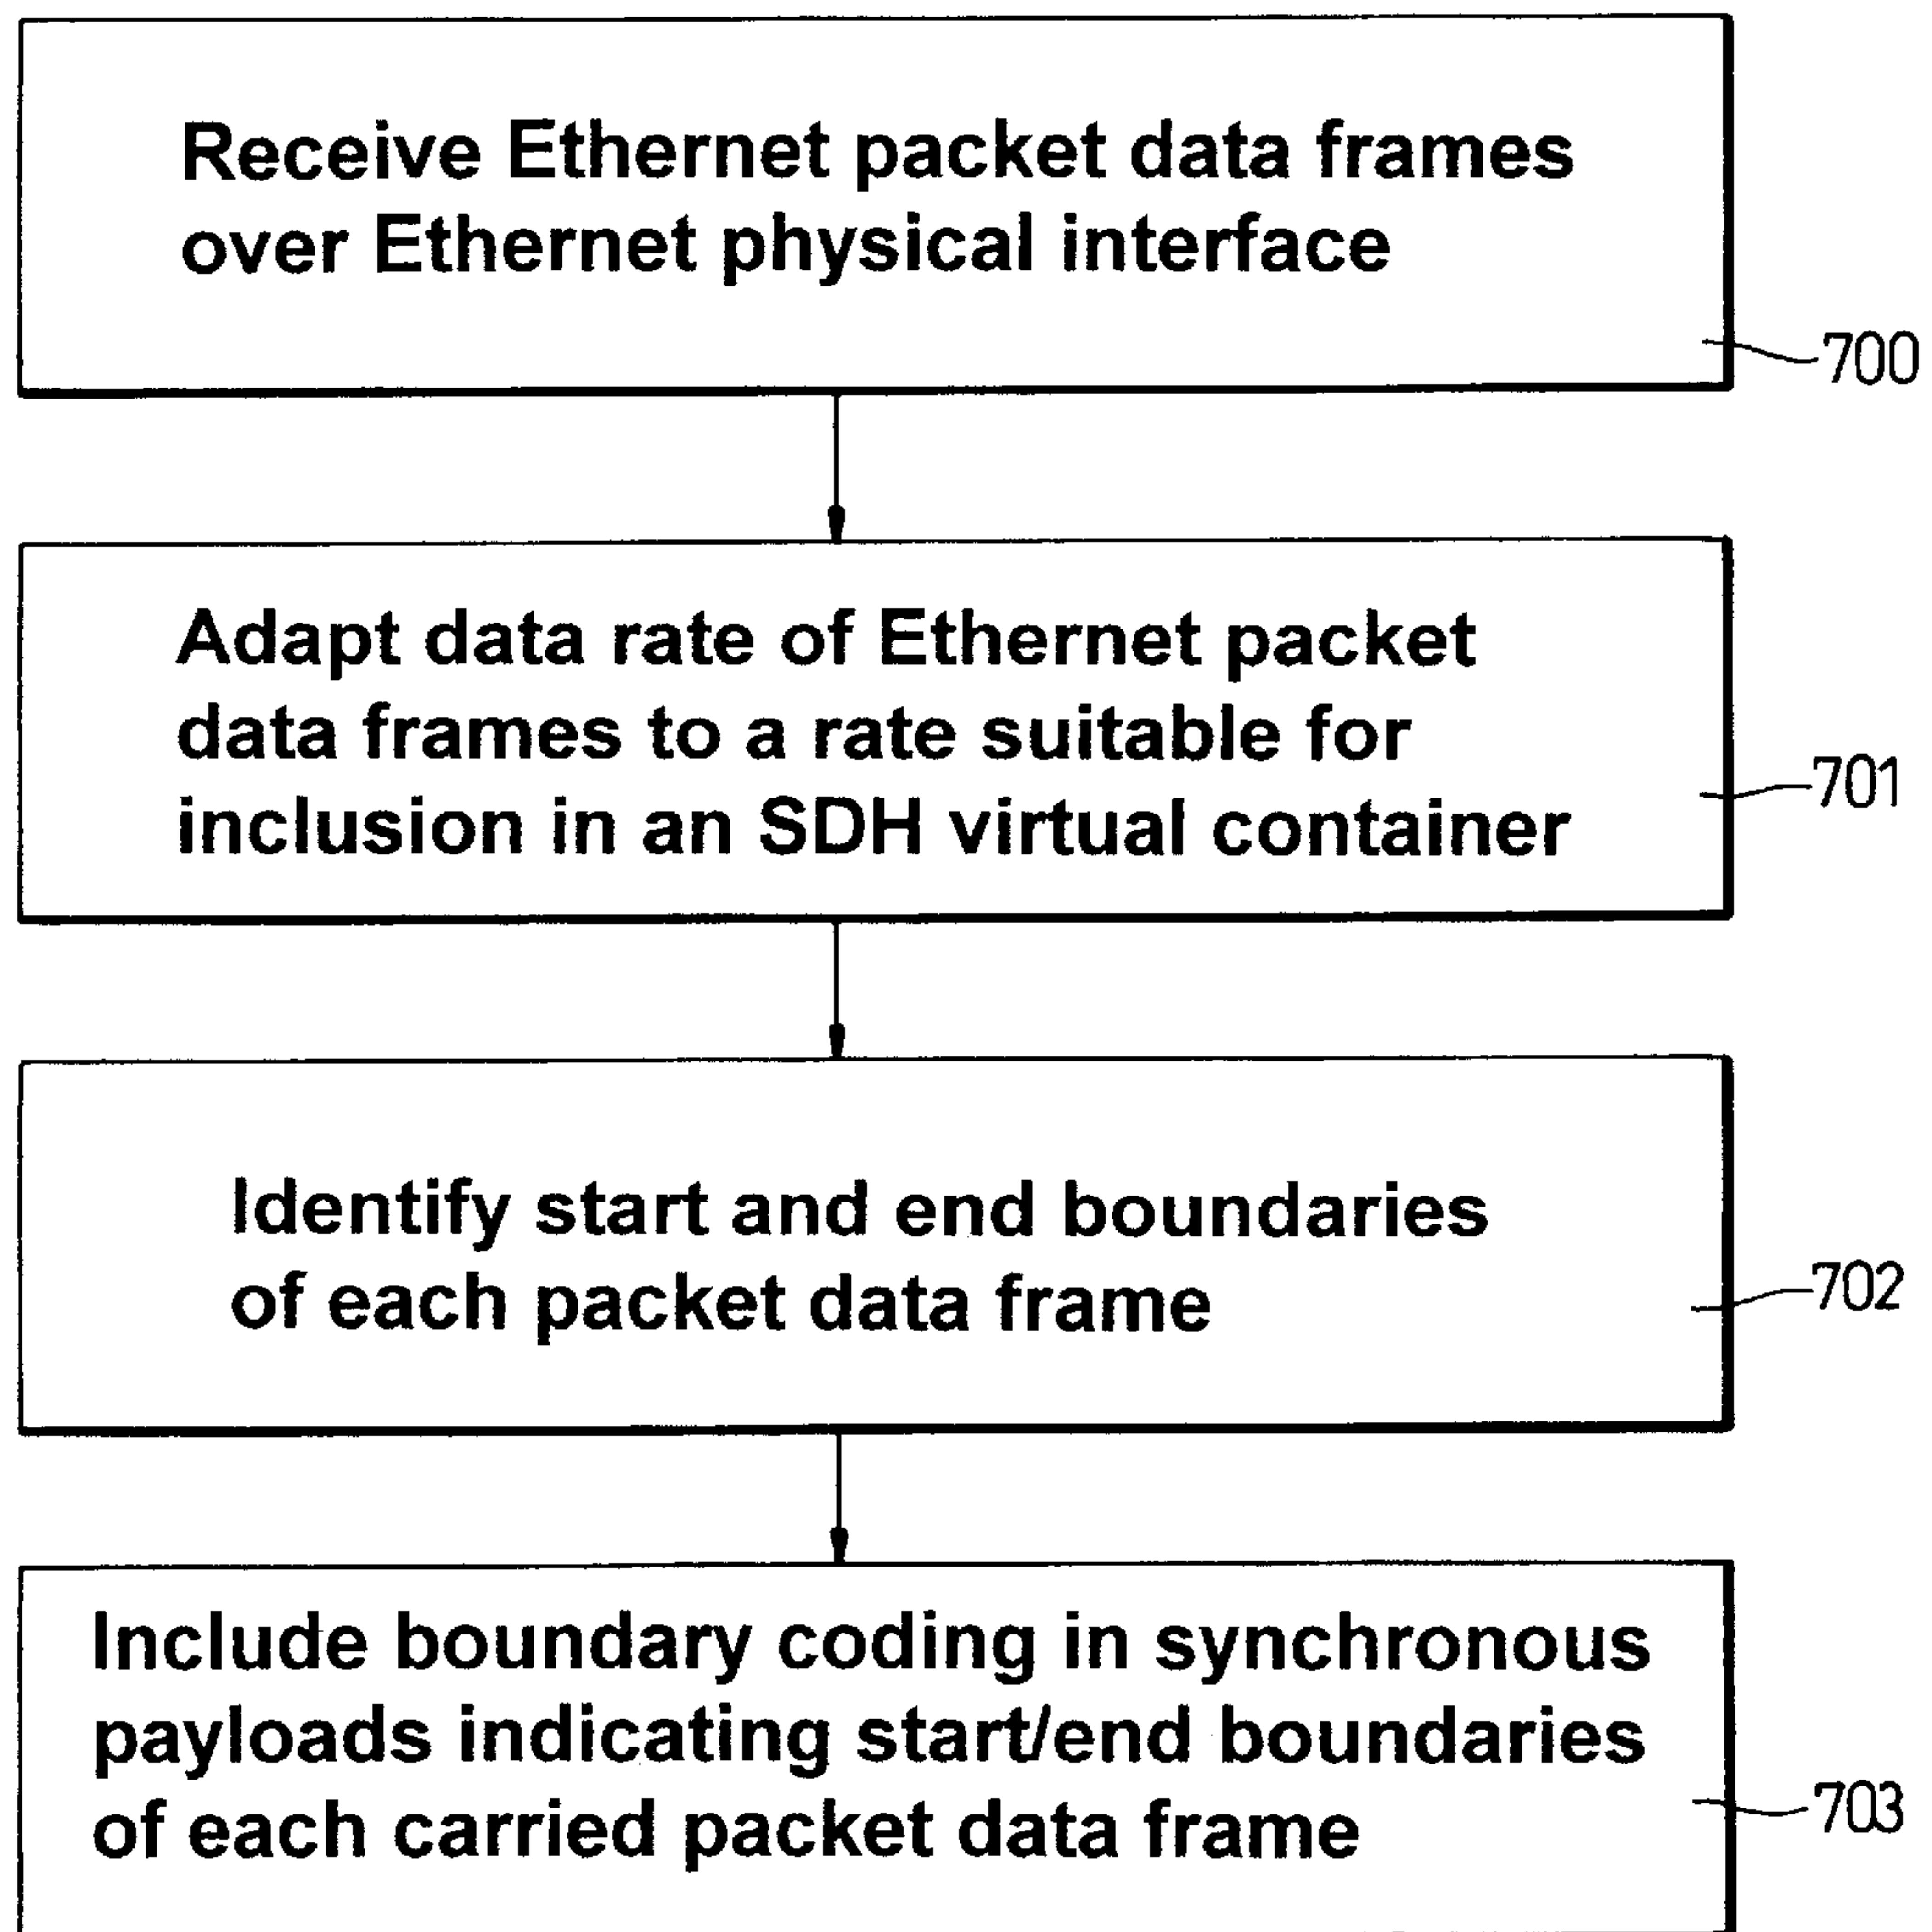 Receive Ethernet packet data frames
over Ethernet physical interface
700
Adapt data rate of Ethernet packet
data frames to a rate suitable for
inclusion in an SDH virtual container
701
Identify start and end boundaries
of each packet data frame
702
Include boundary coding in synchronous
payloads indicating start/end boundaries
of each carried packet data frame
703